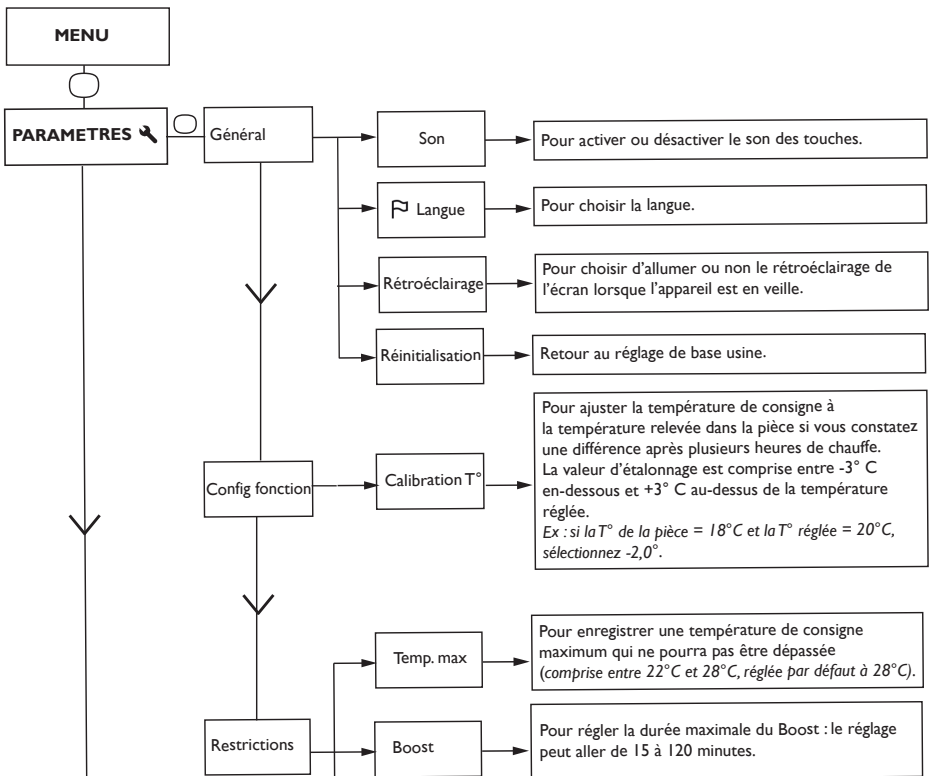 MENU
PARAMETRES
Général
Son
Pour activer ou désactiver le son des touches.
Langue
Pour choisir la langue.
Rétroéclairage
Pour choisir d'allumer ou non le rétroéclairage de
l'écran lorsque l'appareil est en veille.
Réinitialisation
Retour au réglage de base usine.
Config fonction
Calibration T°
Pour ajuster la température de consigne à
la température relevée dans la pièce si vous constatez
une différence après plusieurs heures de chauffe.
La valeur d'étalonnage est comprise entre -3° C
en-dessous et +3° C au-dessus de la température
réglée.
Ex : si la T° de la pièce = 18°C et la T° réglée = 20°C,
sélectionnez -2,0°.
Restrictions
Temp. max
Pour enregistrer une température de consigne
maximum qui ne pourra pas être dépassée
(comprise entre 22°C et 28°C, réglée par défaut à 28°C).
Boost
Pour régler la durée maximale du Boost : le réglage
peut aller de 15 à 120 minutes.